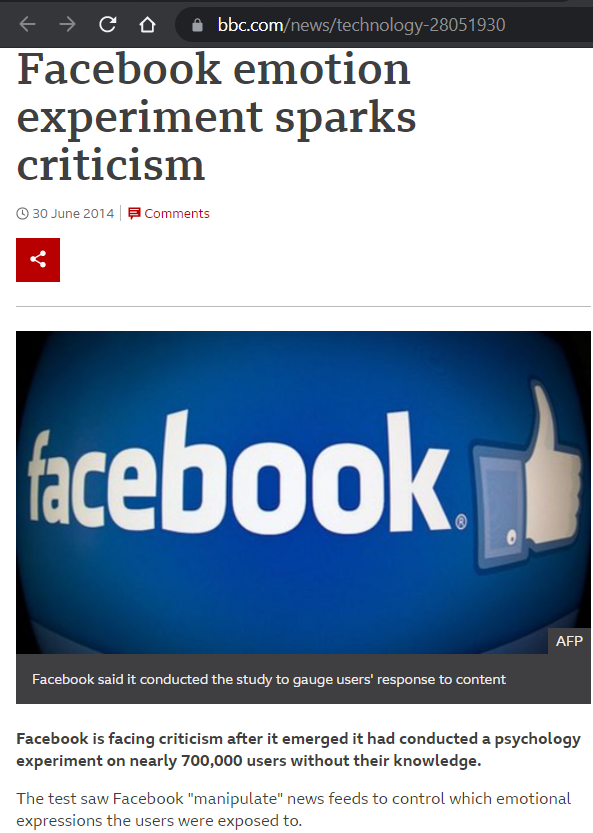 bbc.com/news/technology-28051930
Facebook emotion
experiment sparks
criticism
30 June 2014 Comments
facebook®
AFP
Facebook said it conducted the study to gauge users' response to content
Facebook is facing criticism after it emerged it had conducted a psychology
experiment on nearly 700,000 users without their knowledge.
The test saw Facebook "manipulate" news feeds to control which emotional
expressions the users were exposed to.